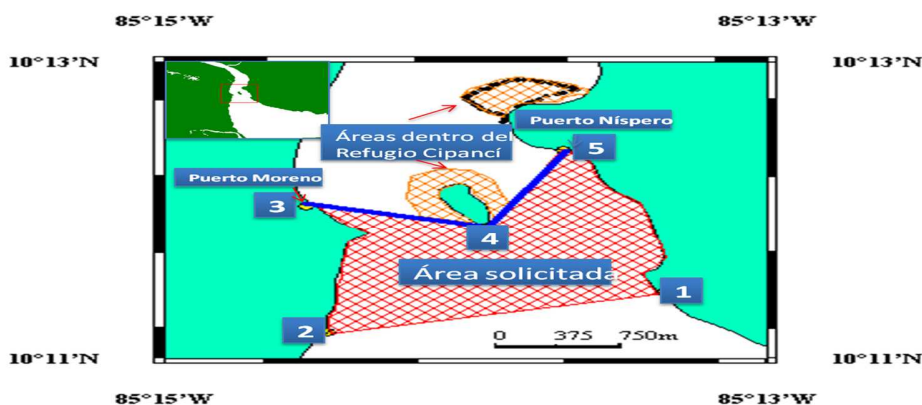 85°15'W
85°13'W
10°13'N
10°13'N
Puerto Níspero
Áreas dentro de
Refugio Cipancí
5
Puerto Moreno
3
4
Área solicitada
1
2
0 375 750m
10°11'N
10°11'N
85°15'W
85°13'W